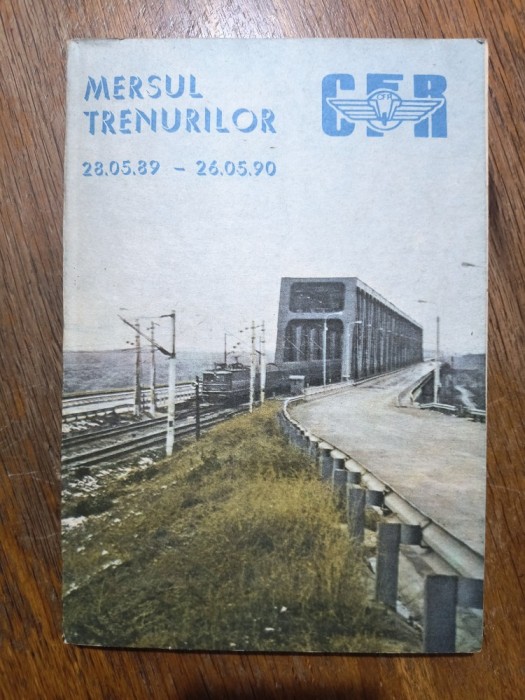 MERSUL
TRENURILOR
CFR
28.05.89 - 26.05.90